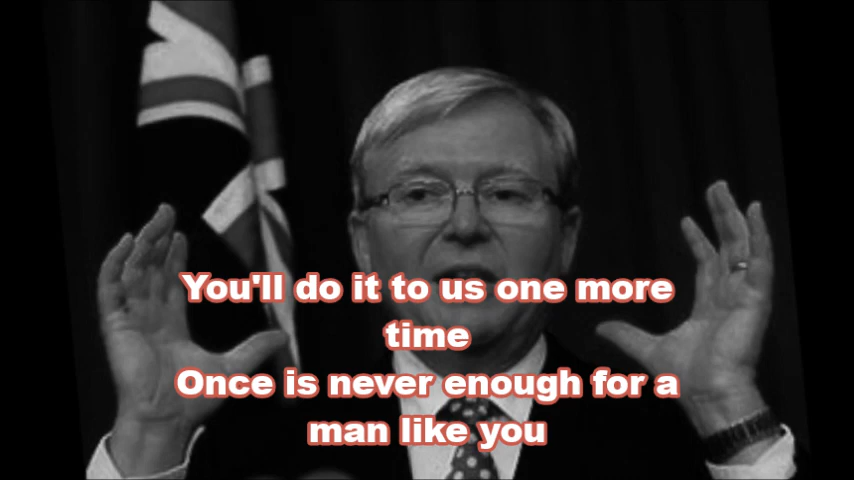 You'll do it to us one more
time
Once is never enough for a
man like you